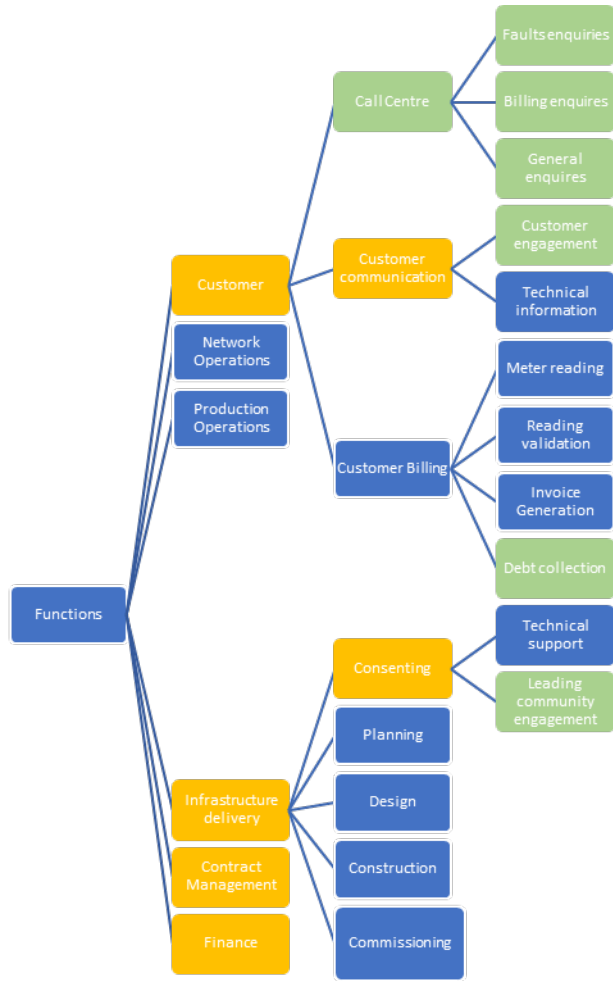 Faults enquiries
Call Centre
Billing enquires
General
enquires
Customer
engagement
Customer
Customer
communication
Technical
information
Network
Operations
Meter reading
Production
Operations
Reading
validation
Customer Billing
Invoice
Generation
Debt collection
Functions
Technical
support
Consenting
Leading
community
engagement
Planning
Infrastructure
delivery
Design
Contract
Management
Construction
Finance
Commissioning